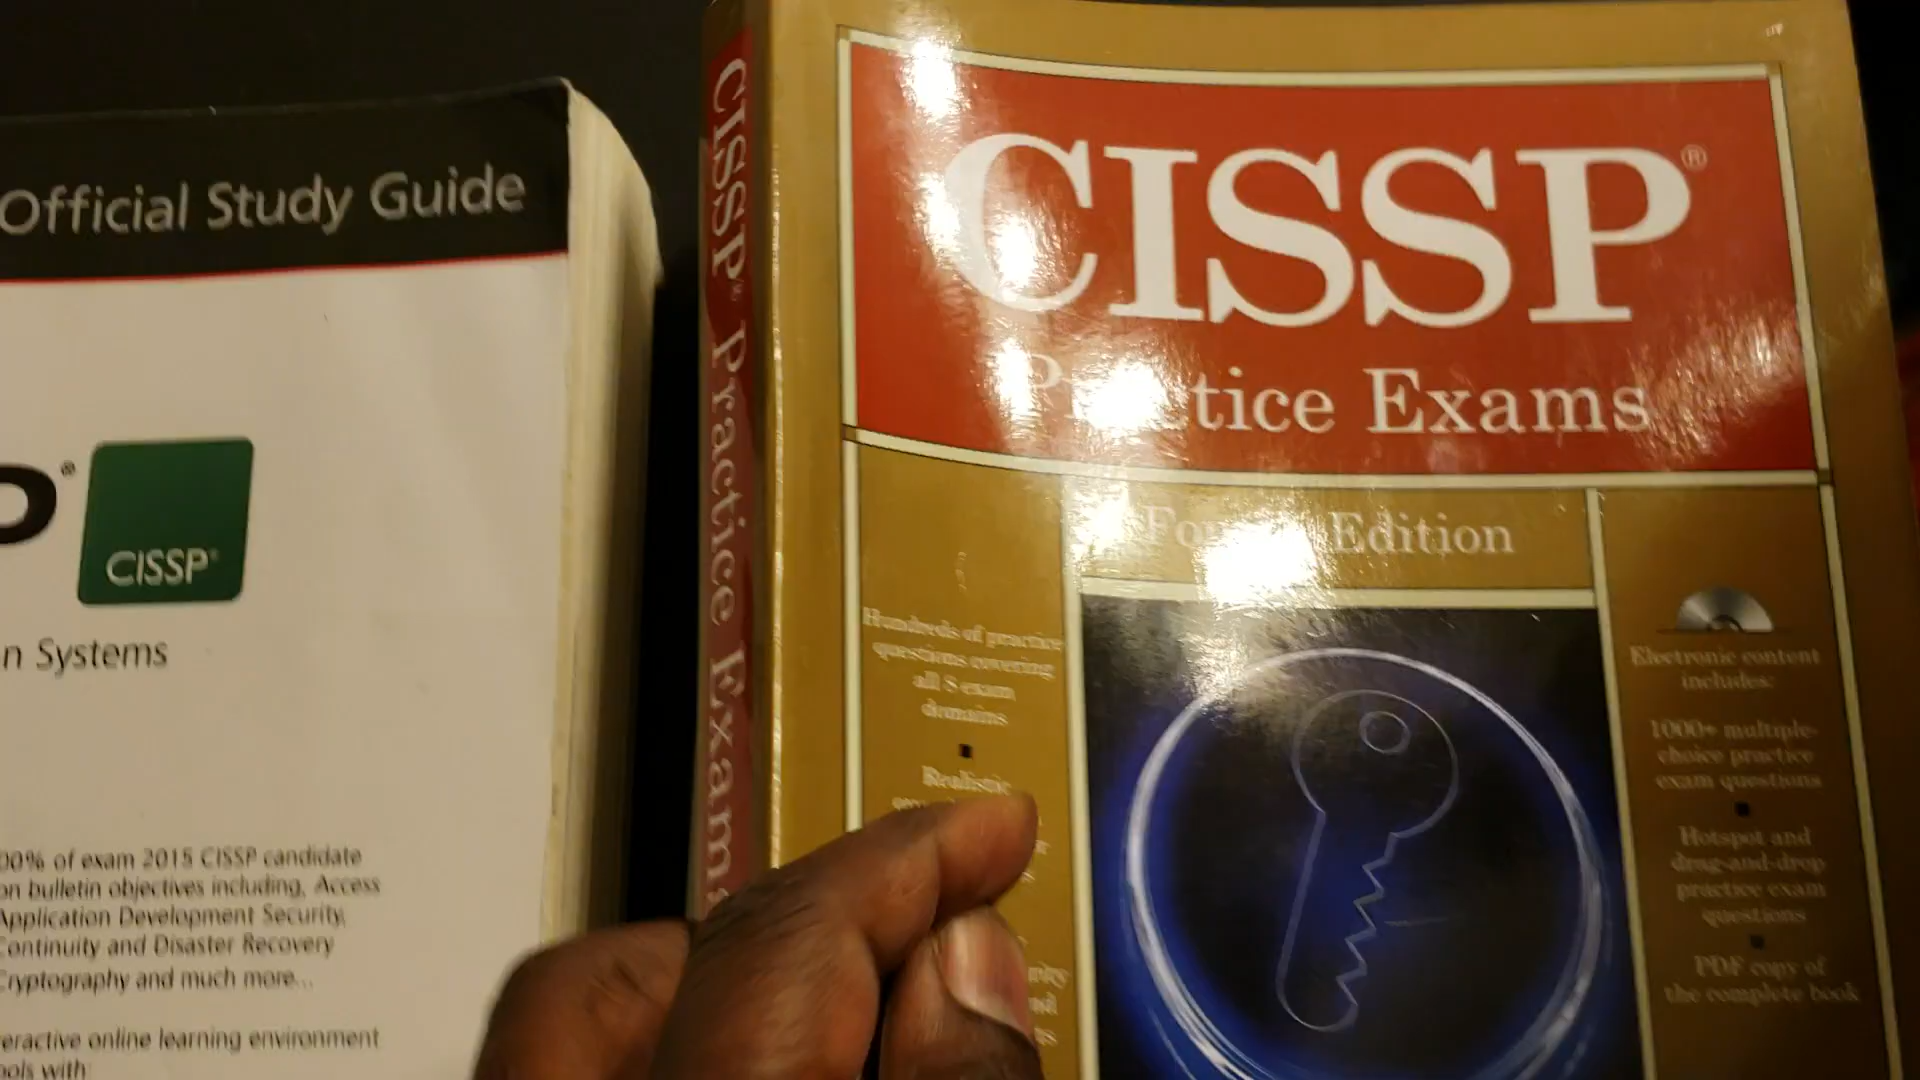 Official Study Guide
®
CISSP®
n Systems
00% of exam 2015 CISSP candidate
on bulletin objectives including, Access
Application Development Security,
Continuity and Disaster Recovery
Cryptography and much more...
eractive online learning environment
ools with
CISSP® Practice Exams
CISSP®
Practice Exams
Edition
Hundreds of practice
questions covering
all 8 exam
domains
Realistic
Electronic content
includes:
1000+ multiple-
choice practice
exam questions
Hotspot and
drag-and-drop
practice exam
questions
PDF copy of
the complete book